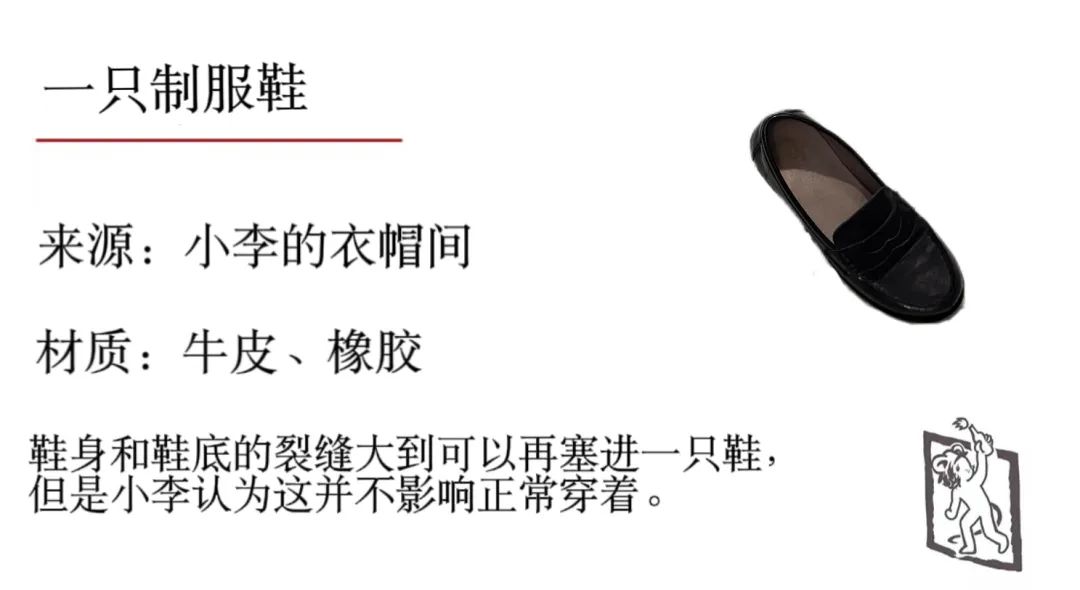 一只制服鞋
来源：小李的衣帽间
材质：牛皮、橡胶
鞋身和鞋底的裂缝大到可以再塞进一只鞋，
但是小李认为这并不影响正常穿着。